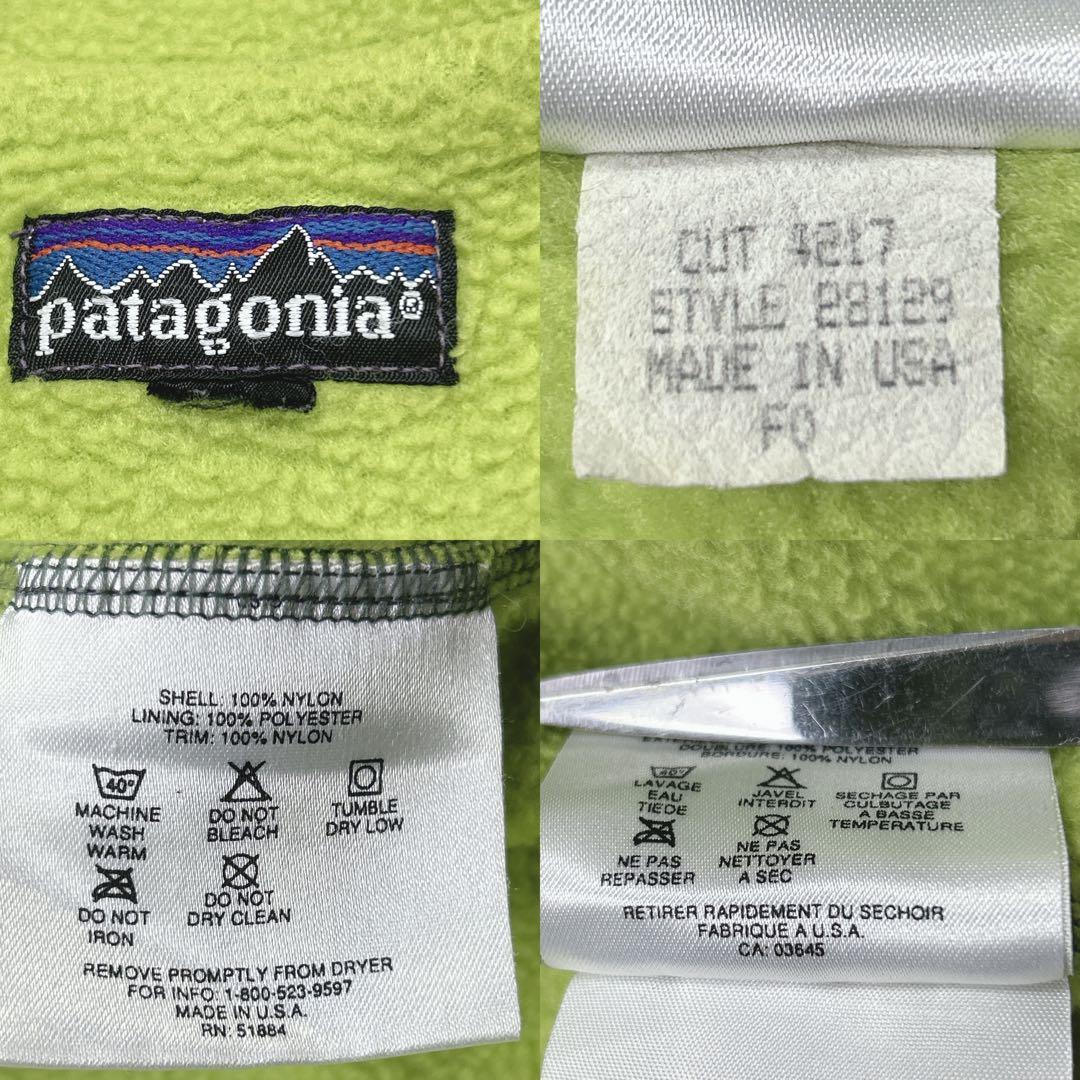 patagonia®
CUT 4217
STYLE 28129
MADE IN USA
F0
SHELL: 100% NYLON
LINING: 100% POLYESTER
TRIM: 100% NYLON
40°
MACHINE WASH WARM
DO NOT BLEACH
TUMBLE DRY LOW
DO NOT IRON
DO NOT DRY CLEAN
REMOVE PROMPTLY FROM DRYER
FOR INFO: 1-800-523-9597
MADE IN U.S.A.
RN: 51884
DOUBLURE: 100% POLYESTER
BORDURE: 100% NYLON
40°
LAVAGE EAU TIEDE
JAVEL INTERDIT
SECHAGE PAR CULBUTAGE A BASSE TEMPERATURE
NE PAS REPASSER
NE PAS NETTOYER A SEC
RETIRER RAPIDEMENT DU SECHOIR
FABRIQUE A U.S.A.
CA: 03645